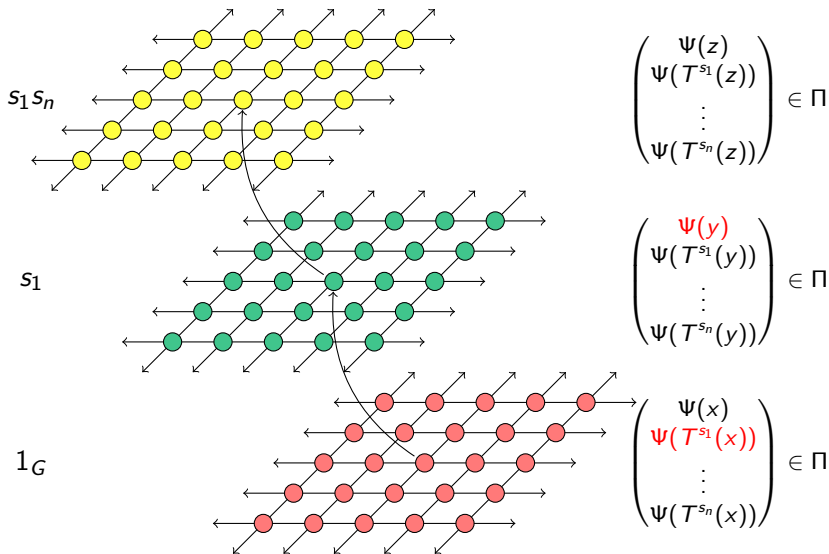 s₁sₙ
Ψ(z)
Ψ(T^{s₁}(z))
⋮
Ψ(T^{sₙ}(z))
∈ Π
s₁
Ψ(y)
Ψ(T^{s₁}(y))
⋮
Ψ(T^{sₙ}(y))
∈ Π
1_G
Ψ(x)
Ψ(T^{s₁}(x))
⋮
Ψ(T^{sₙ}(x))
∈ Π